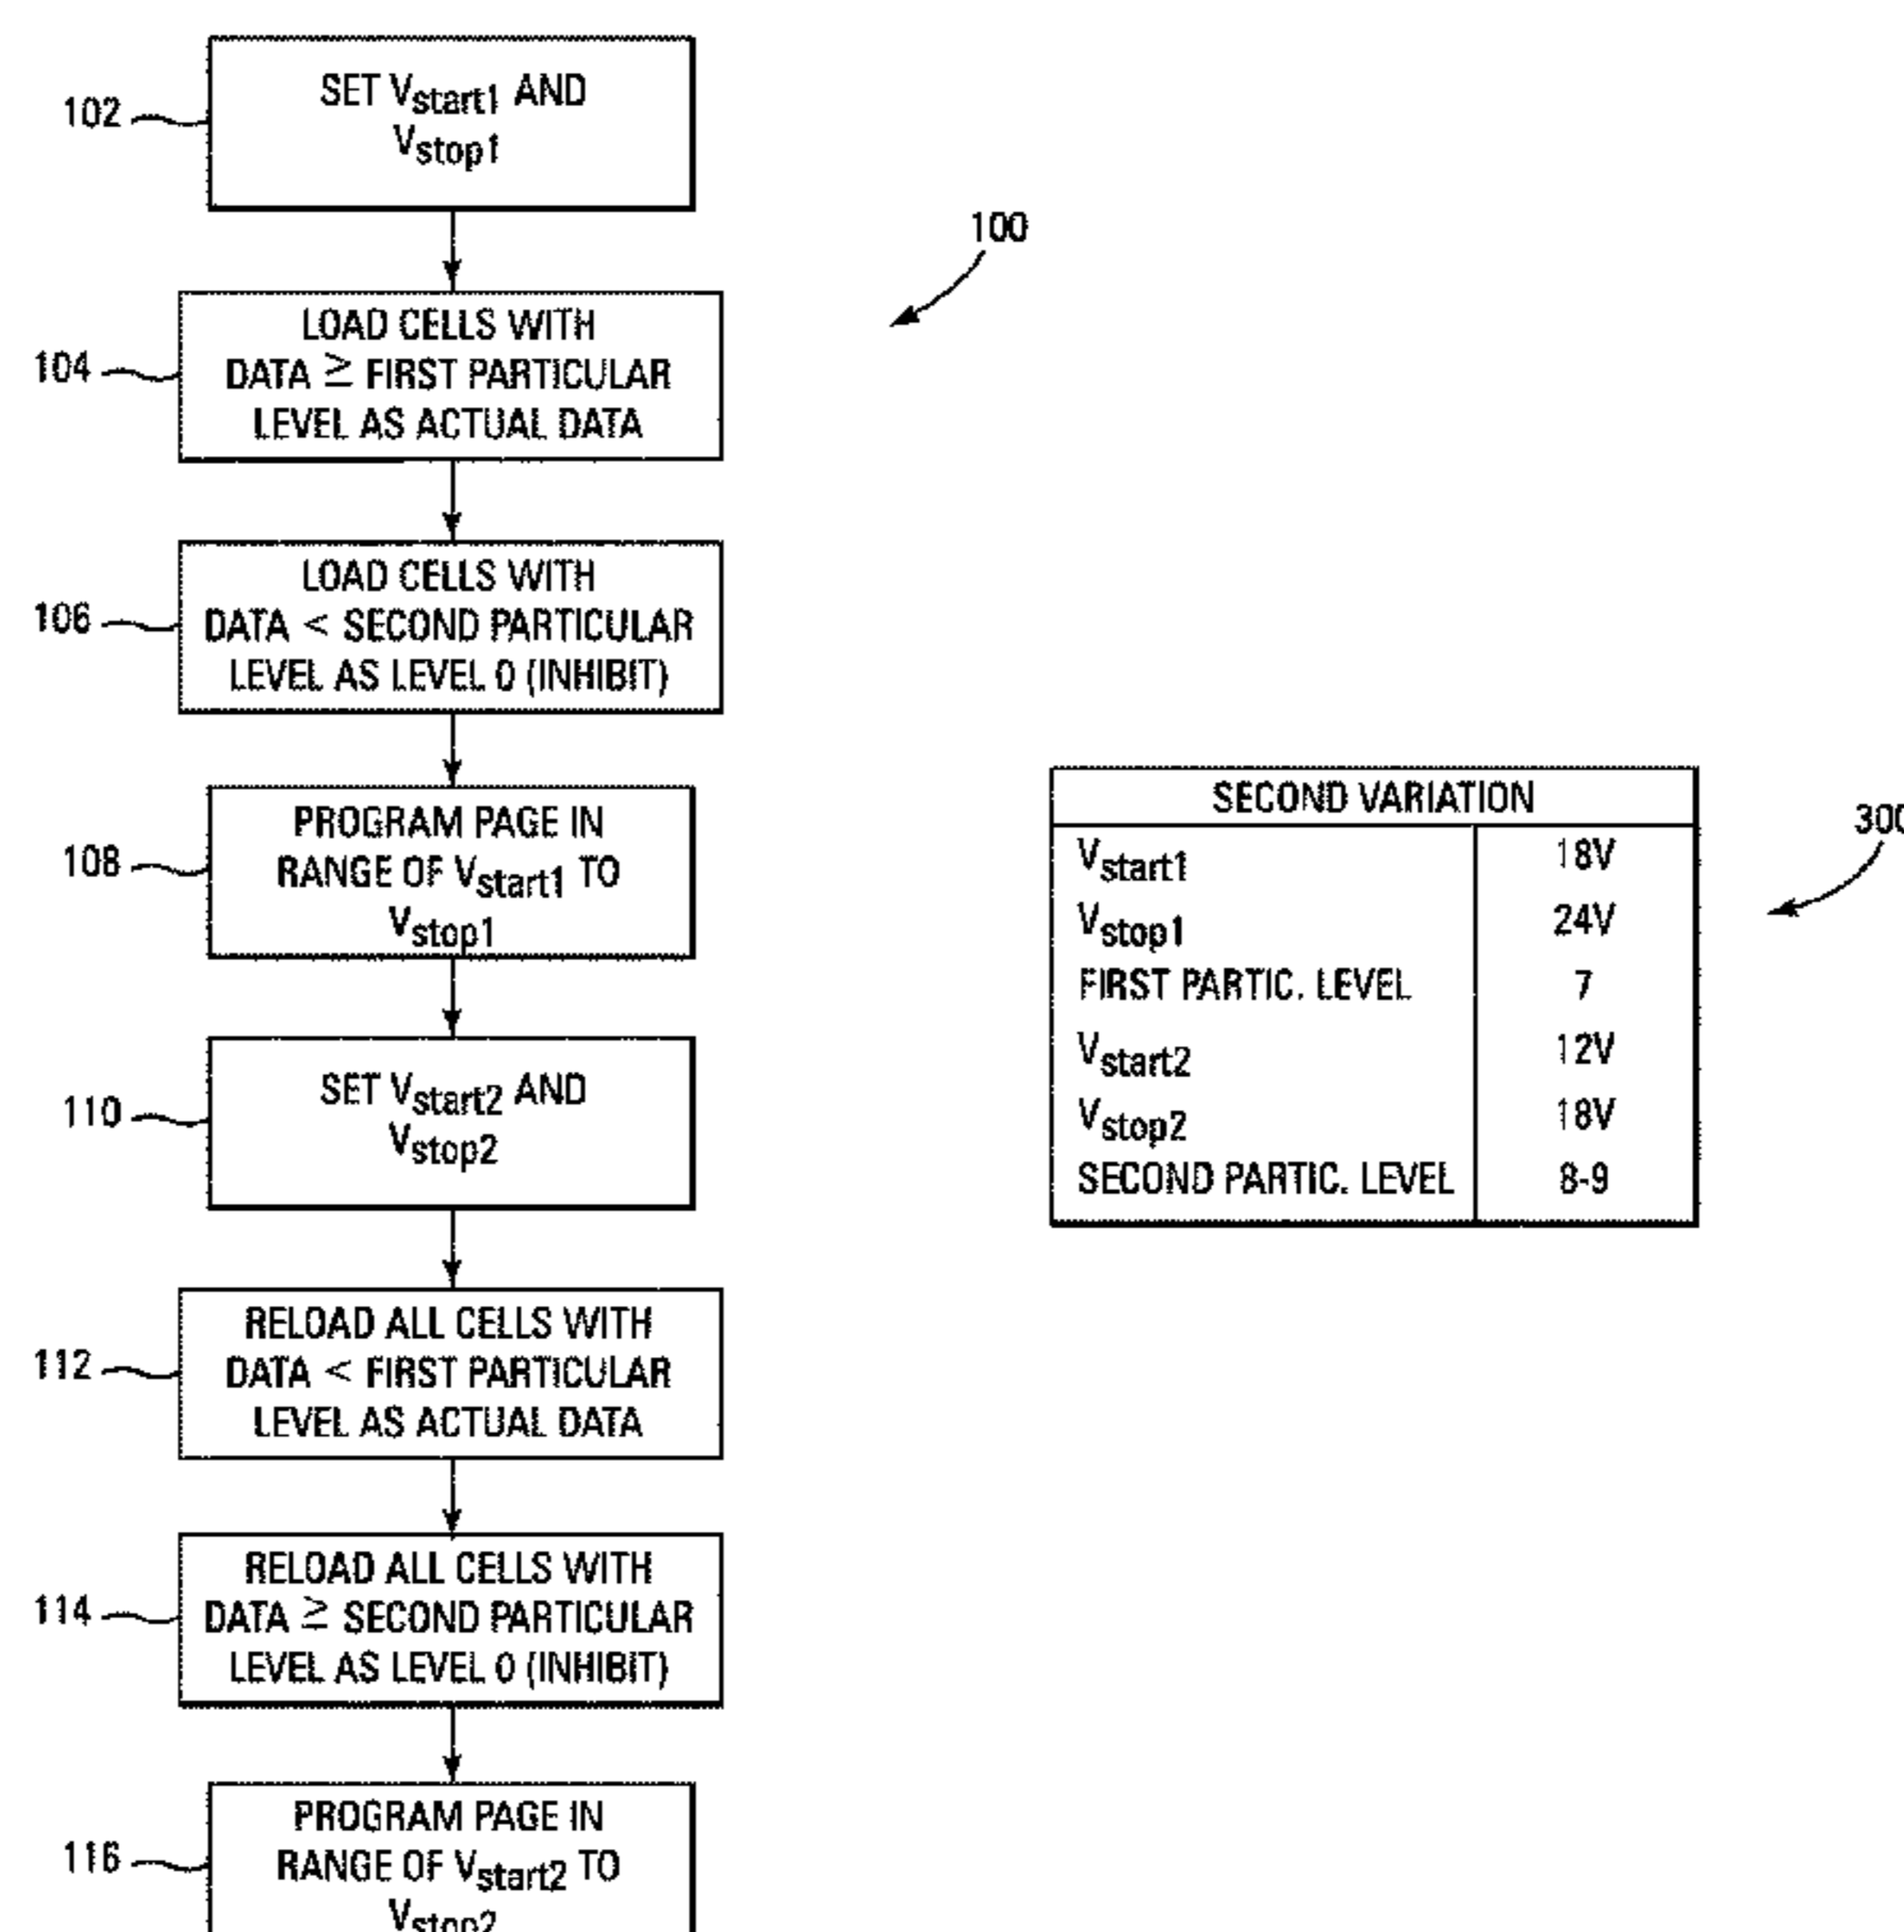 102
SET Vstart1 AND
Vstop1
100
104
LOAD CELLS WITH
DATA ≥ FIRST PARTICULAR
LEVEL AS ACTUAL DATA
106
LOAD CELLS WITH
DATA < SECOND PARTICULAR
LEVEL AS LEVEL 0 (INHIBIT)
108
PROGRAM PAGE IN
RANGE OF Vstart1 TO
Vstop1
110
SET Vstart2 AND
Vstop2
112
RELOAD ALL CELLS WITH
DATA < FIRST PARTICULAR
LEVEL AS ACTUAL DATA
114
RELOAD ALL CELLS WITH
DATA ≥ SECOND PARTICULAR
LEVEL AS LEVEL 0 (INHIBIT)
116
PROGRAM PAGE IN
RANGE OF Vstart2 TO
Vstop2
SECOND VARIATION
300
Vstart1 18V
Vstop1 24V
FIRST PARTIC. LEVEL 7
Vstart2 12V
Vstop2 18V
SECOND PARTIC. LEVEL 8-9